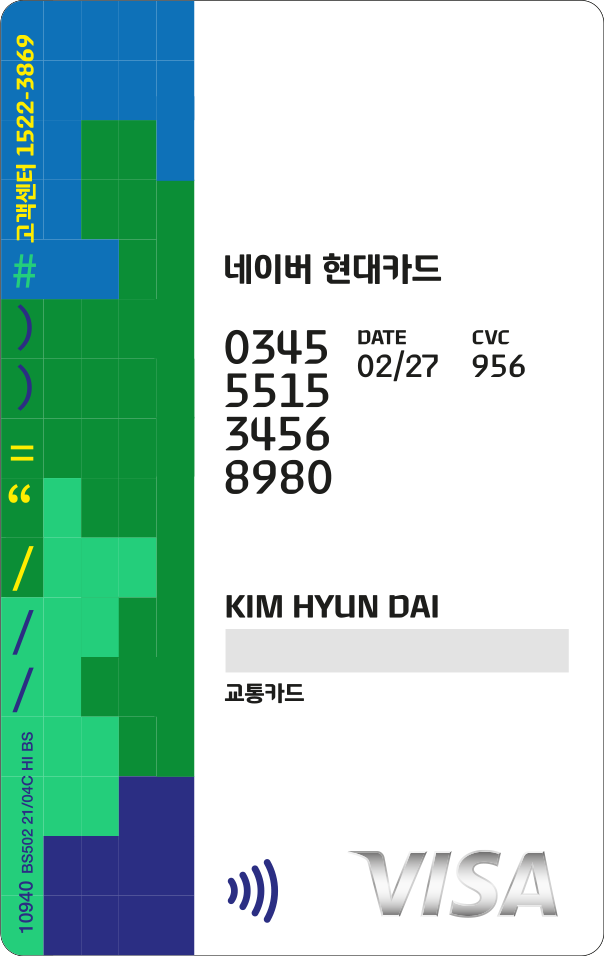 고객센터 1522-3869
#
)
)
=
“
/
/
/
10940 BS502 21/04C HI BS
네이버 현대카드
0345
5515
3456
8980
DATE
02/27
CVC
956
KIM HYUN DAI
교통카드
VISA